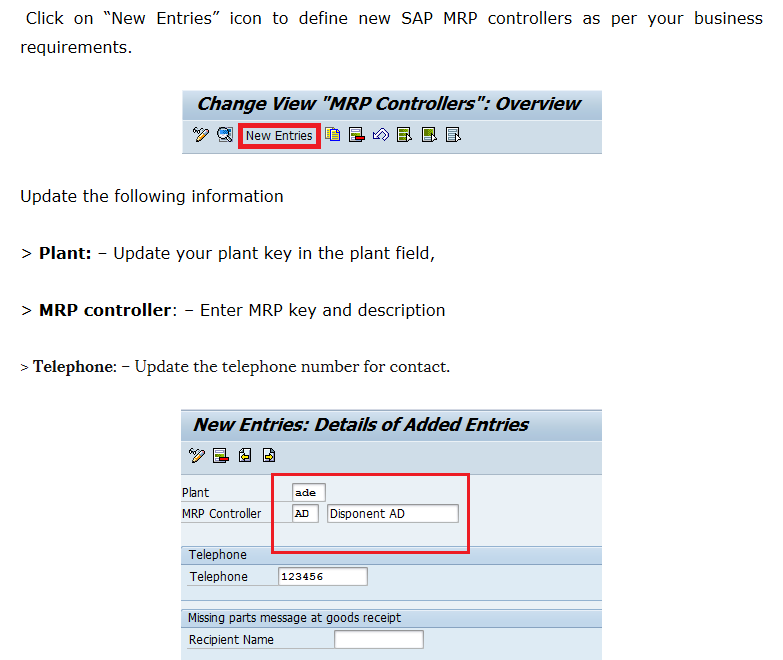 Click on “New Entries” icon to define new SAP MRP controllers as per your business
requirements.
Change View "MRP Controllers": Overview
New Entries
Update the following information
> Plant: – Update your plant key in the plant field,
> MRP controller: – Enter MRP key and description
> Telephone: – Update the telephone number for contact.
New Entries: Details of Added Entries
Plant ade
MRP Controller AD Disponent AD
Telephone
Telephone 123456
Missing parts message at goods receipt
Recipient Name